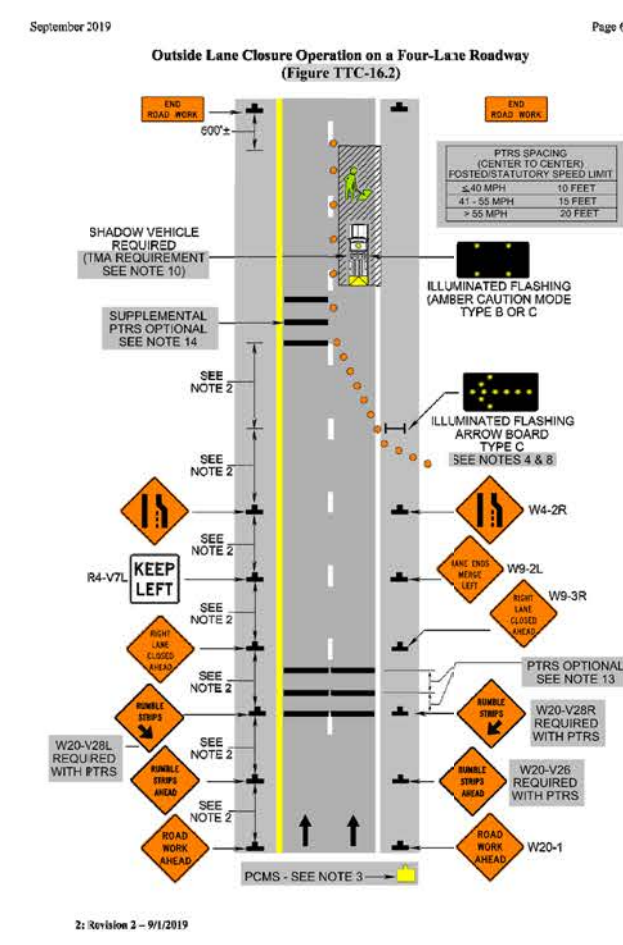 September 2019
Page 6
Outside Lane Closure Operation on a Four-Lane Roadway
(Figure TTC-16.2)
END
ROAD WORK
END
ROAD WORK
600'±
PTRS SPACING
(CENTER TO CENTER)
POSTED/STATUTORY SPEED LIMIT
≤40 MPH 10 FEET
41 - 55 MPH 15 FEET
> 55 MPH 20 FEET
SHADOW VEHICLE
REQUIRED
(TMA REQUIREMENT
SEE NOTE 10)
ILLUMINATED FLASHING
(AMBER CAUTION MODE
TYPE B OR C
SUPPLEMENTAL
PTRS OPTIONAL
SEE NOTE 14
SEE
NOTE 2
ILLUMINATED FLASHING
ARROW BOARD
TYPE C
SEE NOTES 4 & 8
SEE
NOTE 2
W4-2R
SEE
NOTE 2
R4-V7L
KEEP
LEFT
LANE ENDS
MERGE
LEFT
W9-2L
SEE
NOTE 2
RIGHT
LANE
CLOSED
AHEAD
W9-3R
RIGHT
LANE
CLOSED
AHEAD
SEE
NOTE 2
PTRS OPTIONAL
SEE NOTE 13
RUMBLE
STRIPS
RUMBLE
STRIPS
W20-V28R
REQUIRED
WITH PTRS
W20-V28L
REQUIRED
WITH PTRS
SEE
NOTE 2
RUMBLE
STRIPS
AHEAD
RUMBLE
STRIPS
AHEAD
W20-V26
REQUIRED
WITH PTRS
SEE
NOTE 2
ROAD
WORK
AHEAD
ROAD
WORK
AHEAD
W20-1
PCMS - SEE NOTE 3
2: Revision 2 – 9/1/2019